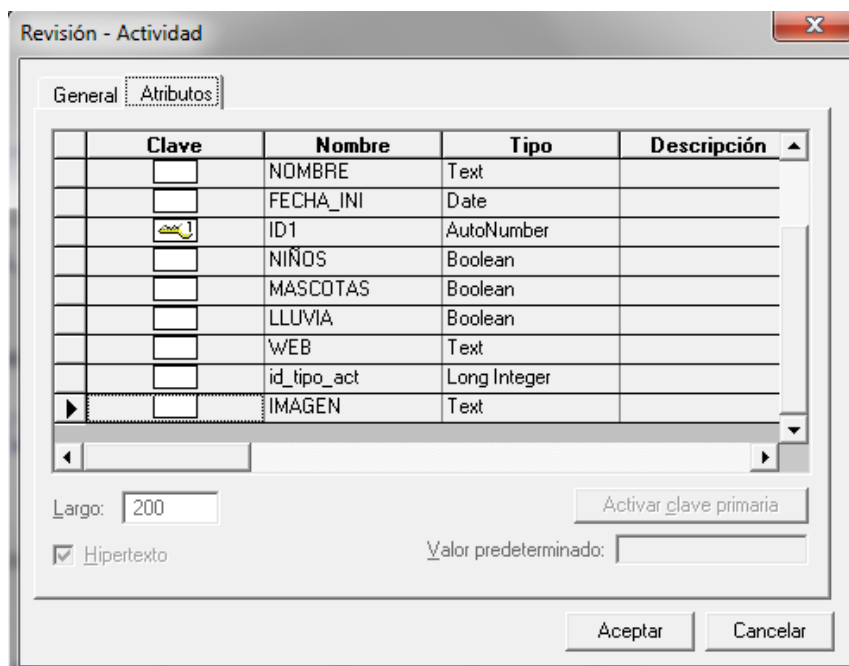 Revisión - Actividad
General Atributos
Clave Nombre Tipo Descripción
NOMBRE Text
FECHA_INI Date
ID1 AutoNumber
NIÑOS Boolean
MASCOTAS Boolean
LLUVIA Boolean
WEB Text
id_tipo_act Long Integer
IMAGEN Text
Largo: 200 Activar clave primaria
Hipertexto Valor predeterminado:
Aceptar Cancelar